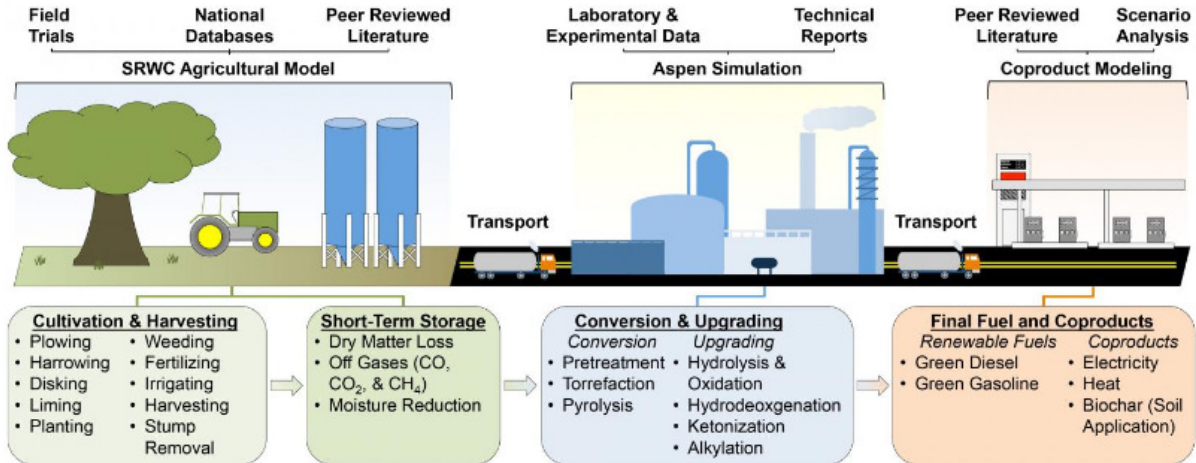 Field Trials
National Databases
Peer Reviewed Literature
SRWC Agricultural Model
Laboratory & Experimental Data
Technical Reports
Aspen Simulation
Peer Reviewed Literature
Scenario Analysis
Coproduct Modeling
Transport
Transport
Cultivation & Harvesting
• Plowing
• Harrowing
• Disking
• Liming
• Planting
• Weeding
• Fertilizing
• Irrigating
• Harvesting
• Stump
Removal
Short-Term Storage
• Dry Matter Loss
• Off Gases (CO,
CO₂, & CH₄)
• Moisture Reduction
Conversion & Upgrading
Conversion
• Pretreatment
• Torrefaction
• Pyrolysis
Upgrading
• Hydrolysis &
Oxidation
• Hydrodeoxgenation
• Ketonization
• Alkylation
Final Fuel and Coproducts
Renewable Fuels
• Green Diesel
• Green Gasoline
Coproducts
• Electricity
• Heat
• Biochar (Soil
Application)